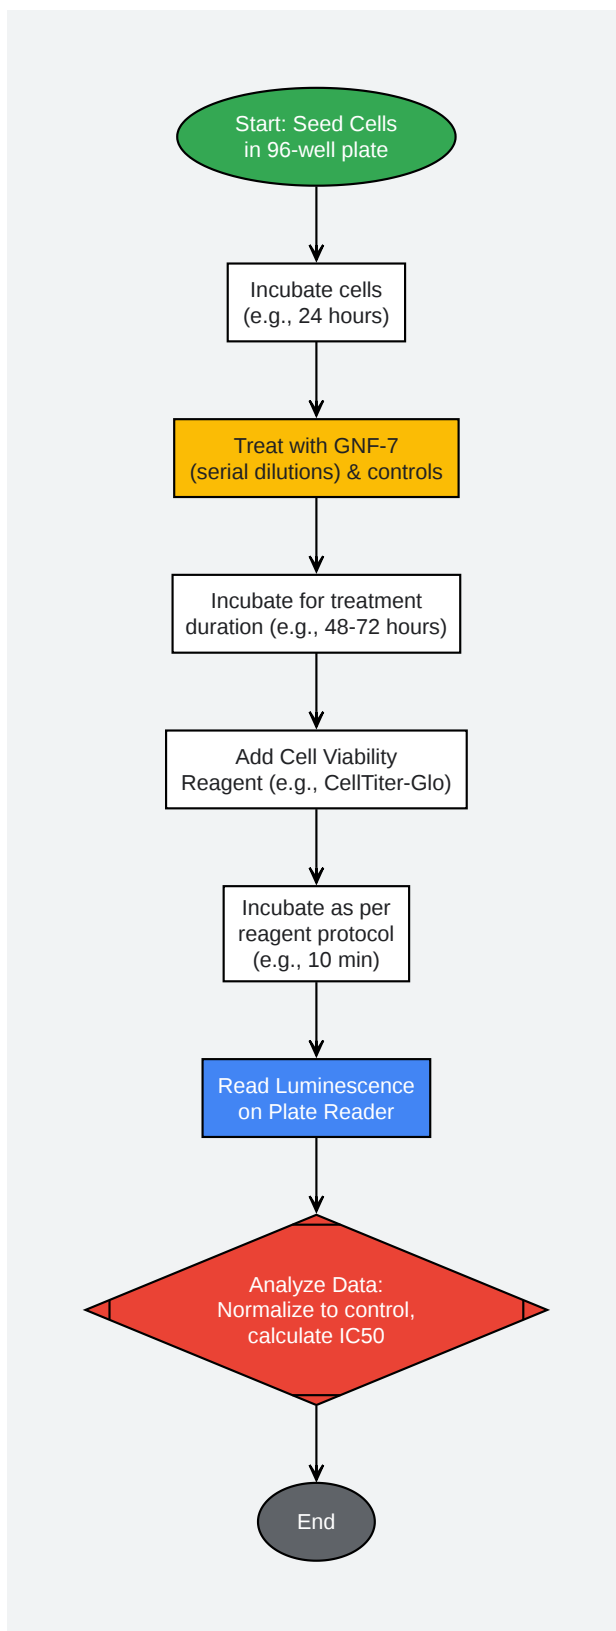 Start: Seed Cells
in 96-well plate
Incubate cells
(e.g., 24 hours)
Treat with GNF-7
(serial dilutions) & controls
Incubate for treatment
duration (e.g., 48-72 hours)
Add Cell Viability
Reagent (e.g., CellTiter-Glo)
Incubate as per
reagent protocol
(e.g., 10 min)
Read Luminescence
on Plate Reader
Analyze Data:
Normalize to control,
calculate IC50
End